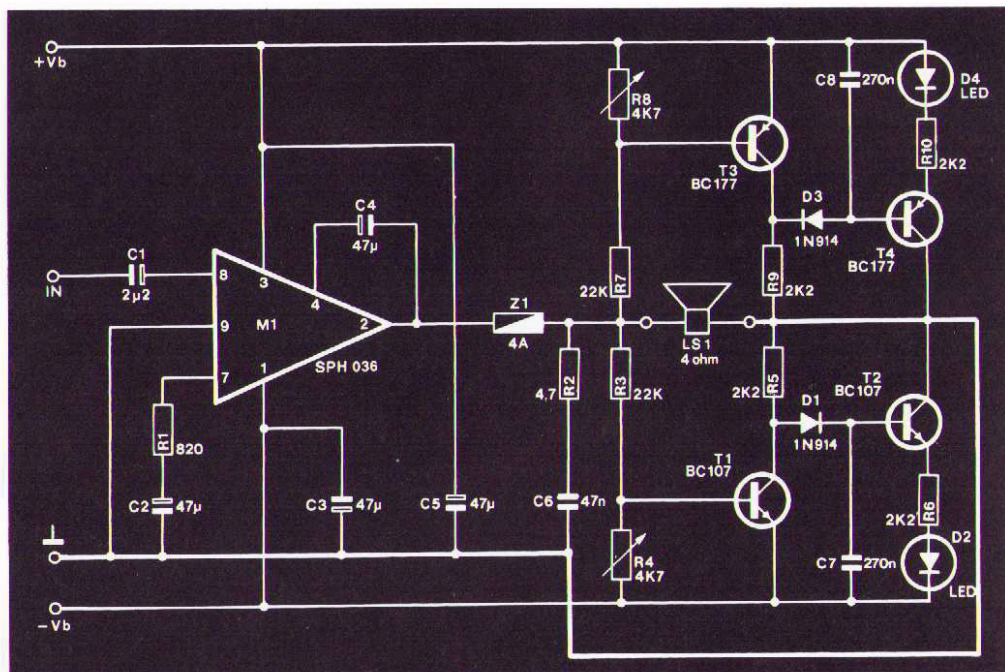 +Vb
C8
270n
D4
LED
R8
4K7
R10
2K2
T3
BC177
C4
47µ
D3
1N914
T4
BC177
C1
2µ2
IN
8
3
4
9
M1
2
SPH 036
7
1
R7
22K
R9
2K2
Z1
4A
LS1
4 ohm
R1
820
R2
4,7
R3
22K
R5
2K2
D1
1N914
T2
BC107
T1
BC107
C2
47µ
C3
47µ
C5
47µ
C6
47n
R6
2K2
D2
LED
R4
4K7
C7
270n
-Vb